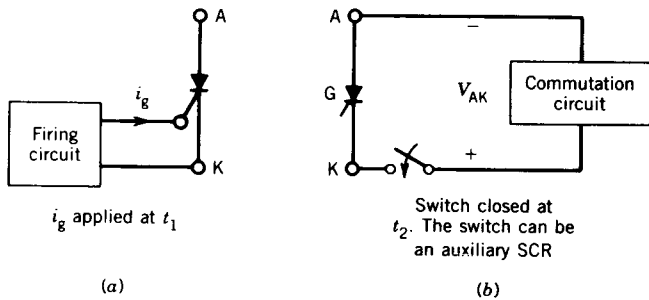 A
i_g
Firing
circuit
K
i_g applied at t_1
(a)
A
−
G
V_AK
Commutation
circuit
K
+
Switch closed at
t_2. The switch can be
an auxiliary SCR
(b)